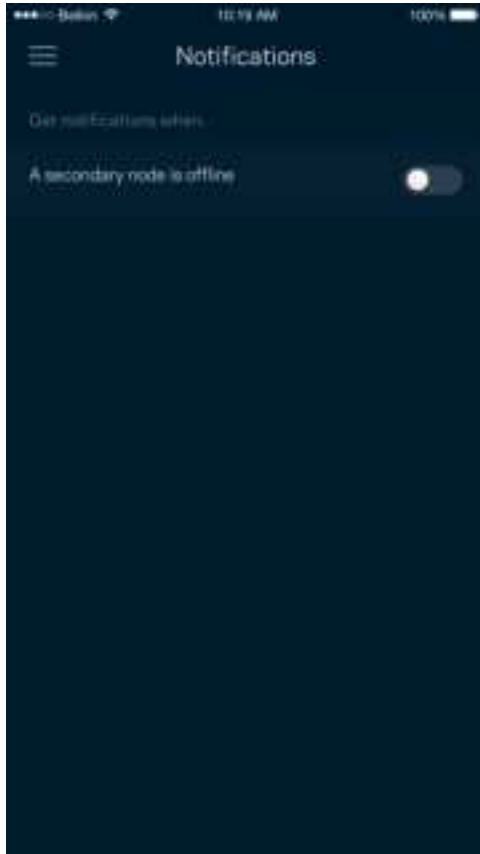 Belkin 10:19 AM 100%
Notifications
Get notifications when...
A secondary node is offline